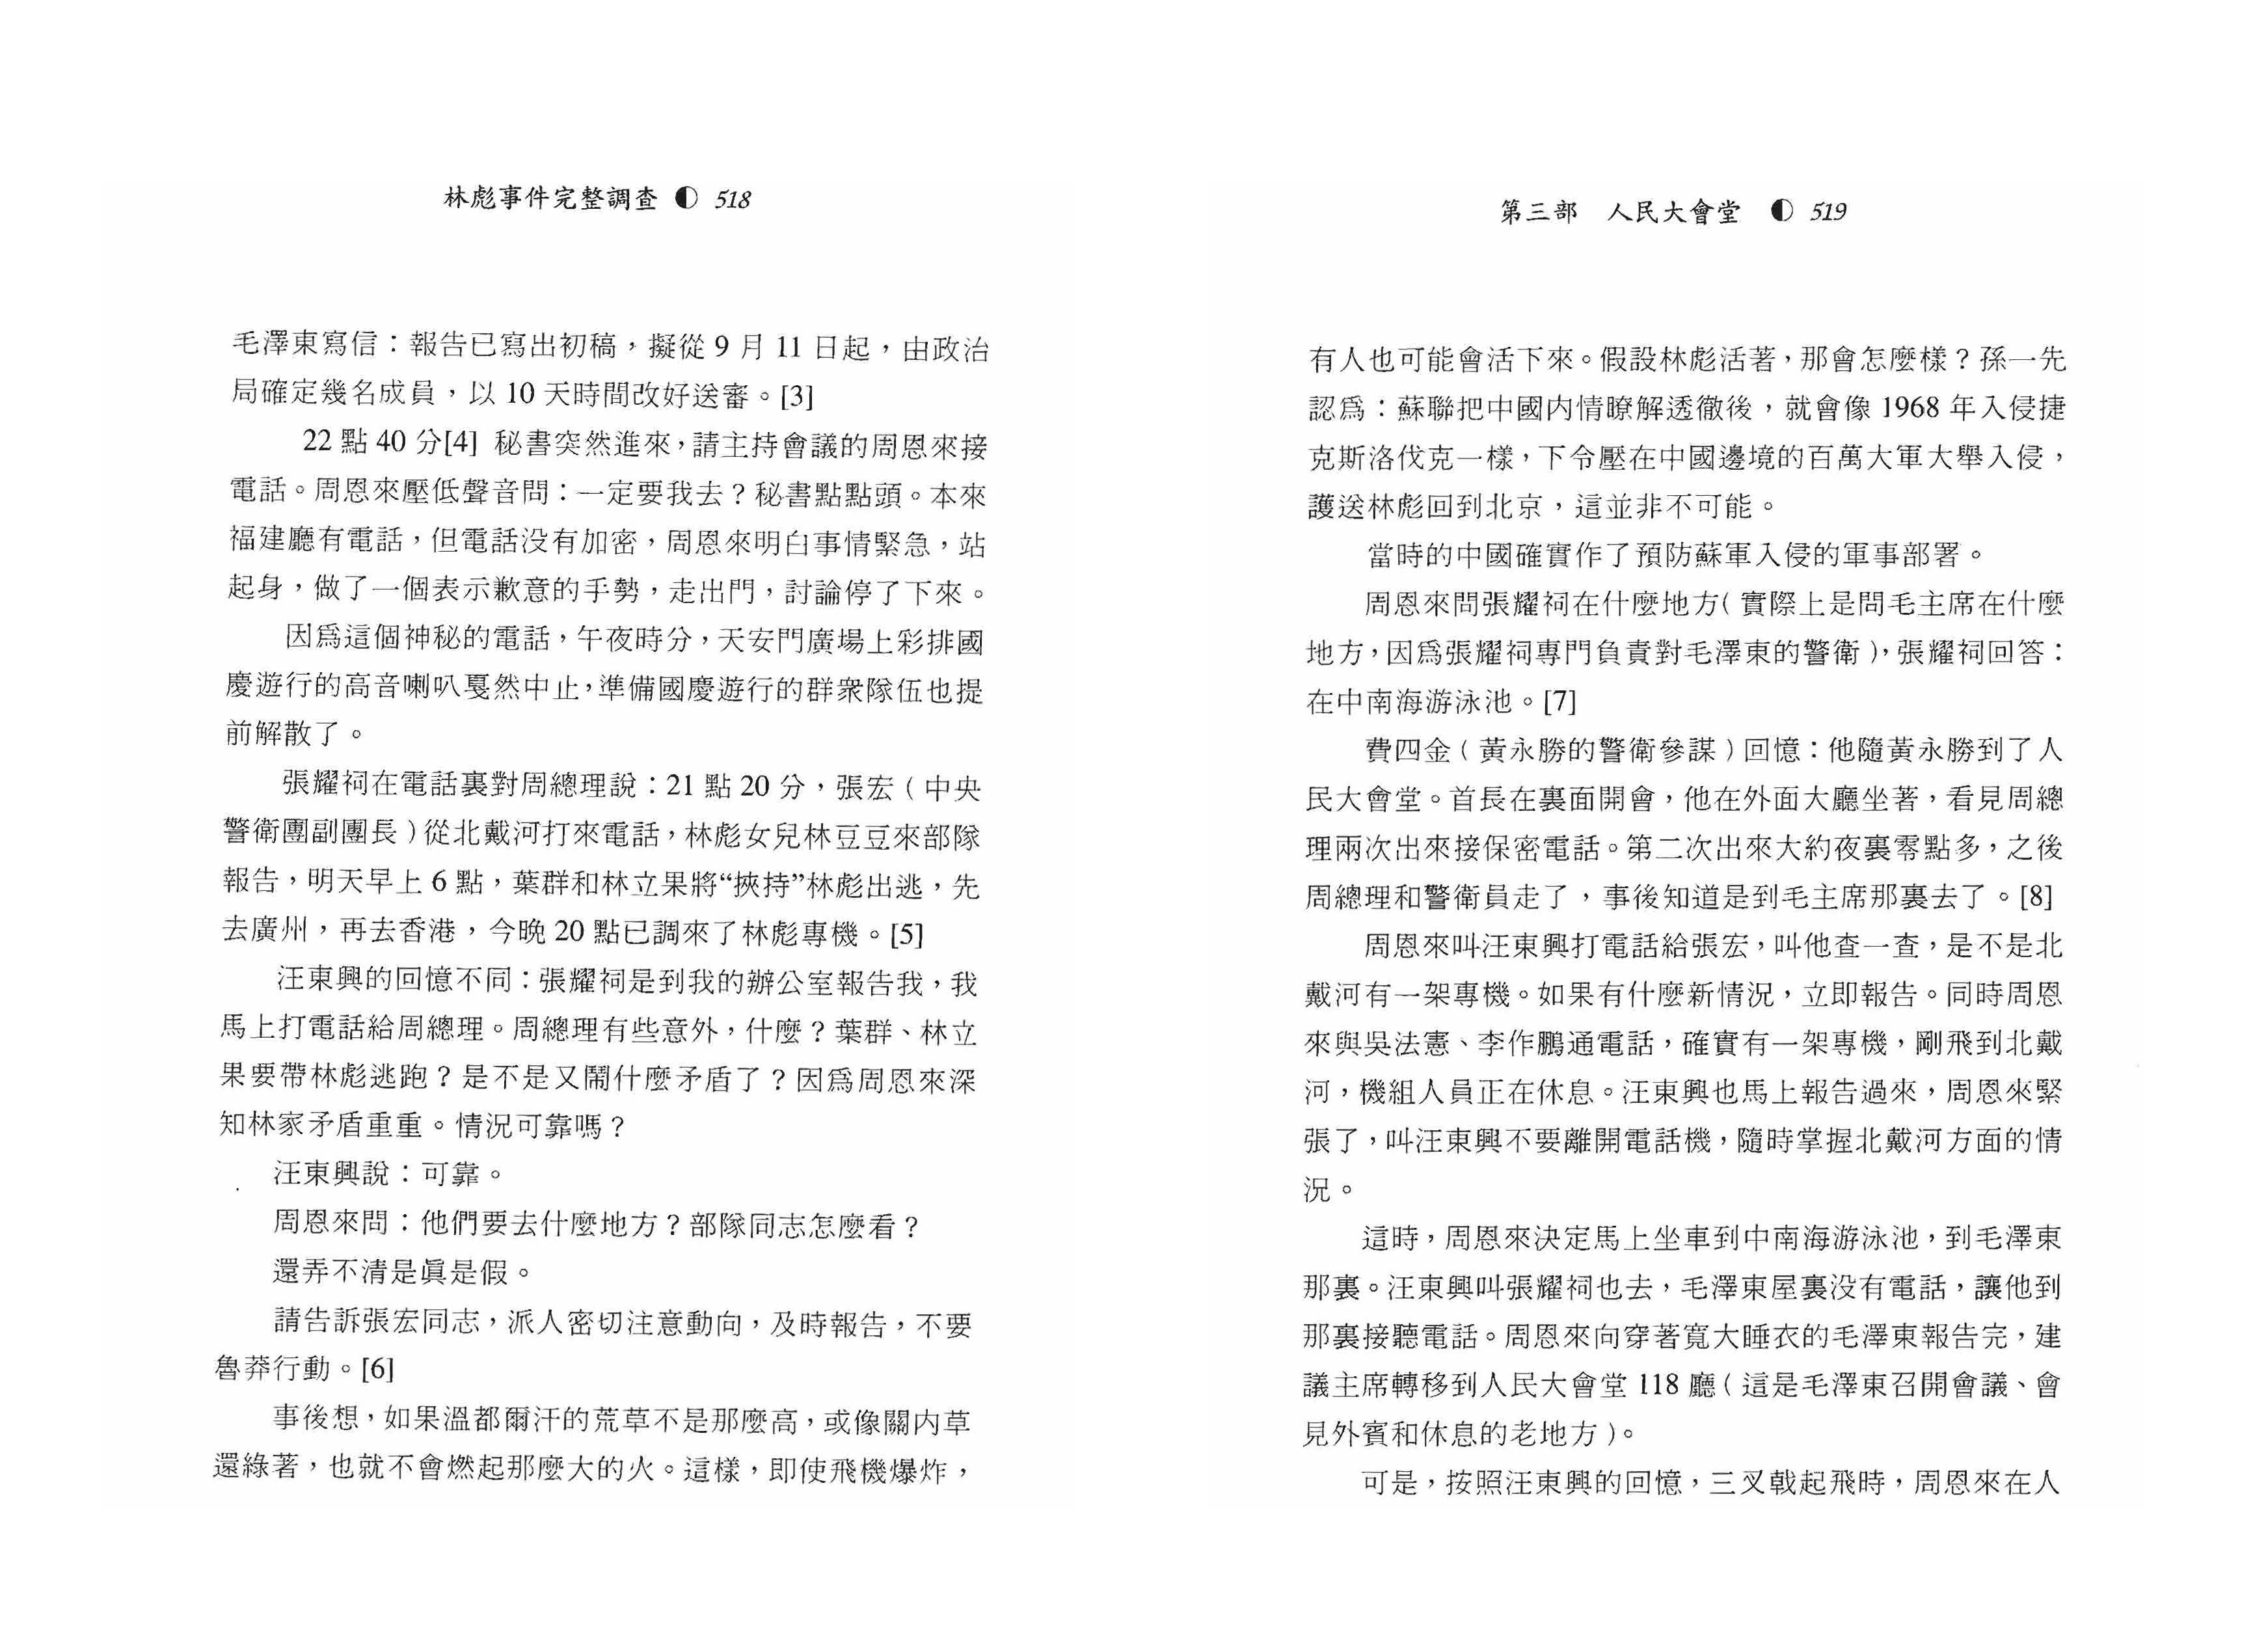 林彪事件完整調查 ◐ 518
毛澤東寫信：報告已寫出初稿，擬從 9 月 11 日起，由政治
局確定幾名成員，以 10 天時間改好送審。[3]
22 點 40 分[4] 秘書突然進來，請主持會議的周恩來接
電話。周恩來壓低聲音問：一定要我去？秘書點點頭。本來
福建廳有電話，但電話没有加密，周恩來明白事情緊急，站
起身，做了一個表示歉意的手勢，走出門，討論停了下來。
因爲這個神秘的電話，午夜時分，天安門廣場上彩排國
慶遊行的高音喇叭戛然中止，準備國慶遊行的群衆隊伍也提
前解散了。
張耀祠在電話裏對周總理說：21 點 20 分，張宏（中央
警衛團副團長）從北戴河打來電話，林彪女兒林豆豆來部隊
報告，明天早上 6 點，葉群和林立果將“挾持”林彪出逃，先
去廣州，再去香港，今晚 20 點已調來了林彪專機。[5]
汪東興的回憶不同：張耀祠是到我的辦公室報告我，我
馬上打電話給周總理。周總理有些意外，什麼？葉群、林立
果要帶林彪逃跑？是不是又鬧什麼矛盾了？因爲周恩來深
知林家矛盾重重。情況可靠嗎？
汪東興說：可靠。
周恩來問：他們要去什麼地方？部隊同志怎麼看？
還弄不清是眞是假。
請告訴張宏同志，派人密切注意動向，及時報告，不要
魯莽行動。[6]
事後想，如果溫都爾汗的荒草不是那麼高，或像關内草
還綠著，也就不會燃起那麼大的火。這樣，即使飛機爆炸，
第三部　人民大會堂 ◐ 519
有人也可能會活下來。假設林彪活著，那會怎麼樣？孫一先
認爲：蘇聯把中國内情瞭解透徹後，就會像 1968 年入侵捷
克斯洛伐克一樣，下令壓在中國邊境的百萬大軍大舉入侵，
護送林彪回到北京，這並非不可能。
當時的中國確實作了預防蘇軍入侵的軍事部署。
周恩來問張耀祠在什麼地方（實際上是問毛主席在什麼
地方，因爲張耀祠專門負責對毛澤東的警衛），張耀祠回答：
在中南海游泳池。[7]
費四金（黃永勝的警衛參謀）回憶：他隨黃永勝到了人
民大會堂。首長在裏面開會，他在外面大廳坐著，看見周總
理兩次出來接保密電話。第二次出來大約夜裏零點多，之後
周總理和警衛員走了，事後知道是到毛主席那裏去了。[8]
周恩來叫汪東興打電話給張宏，叫他查一查，是不是北
戴河有一架專機。如果有什麼新情況，立即報告。同時周恩
來與吳法憲、李作鵬通電話，確實有一架專機，剛飛到北戴
河，機組人員正在休息。汪東興也馬上報告過來，周恩來緊
張了，叫汪東興不要離開電話機，隨時掌握北戴河方面的情
況。
這時，周恩來決定馬上坐車到中南海游泳池，到毛澤東
那裏。汪東興叫張耀祠也去，毛澤東屋裏没有電話，讓他到
那裏接聽電話。周恩來向穿著寬大睡衣的毛澤東報告完，建
議主席轉移到人民大會堂 118 廳（這是毛澤東召開會議、會
見外賓和休息的老地方）。
可是，按照汪東興的回憶，三叉戟起飛時，周恩來在人